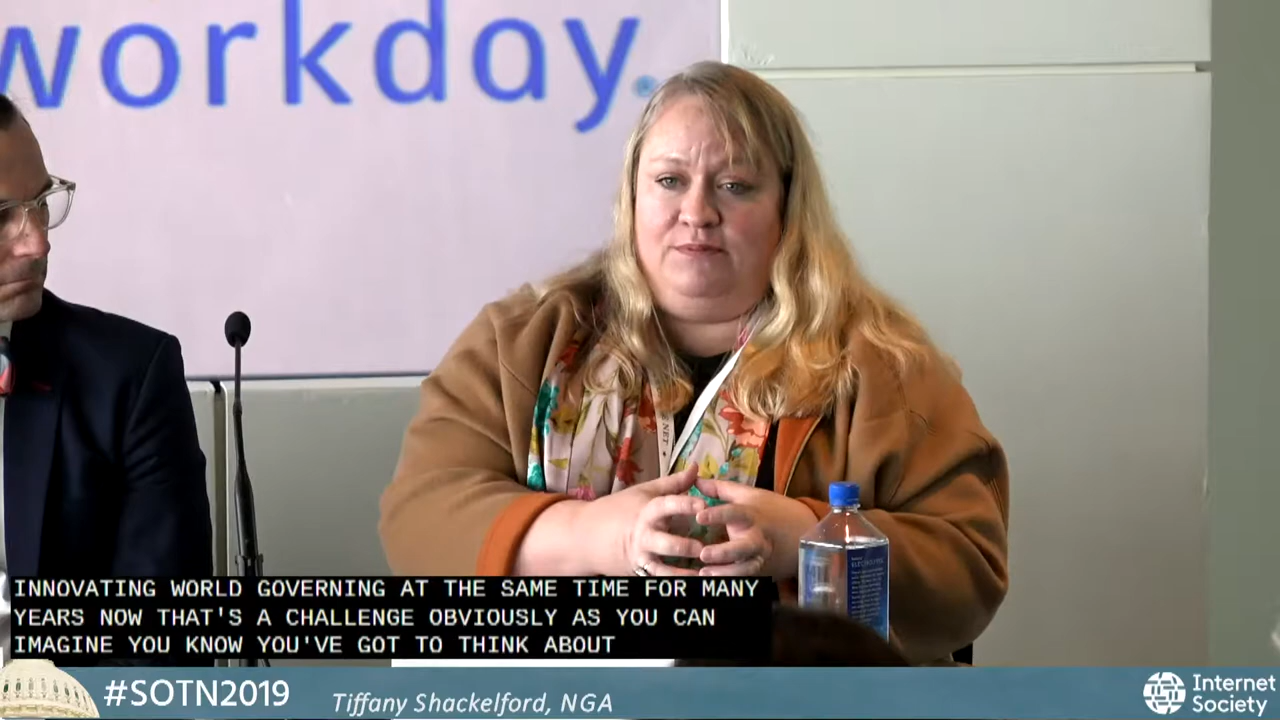 workday.
NET
INNOVATING WORLD GOVERNING AT THE SAME TIME FOR MANY
YEARS NOW THAT'S A CHALLENGE OBVIOUSLY AS YOU CAN
IMAGINE YOU KNOW YOU'VE GOT TO THINK ABOUT
#SOTN2019
Tiffany Shackelford, NGA
Internet
Society